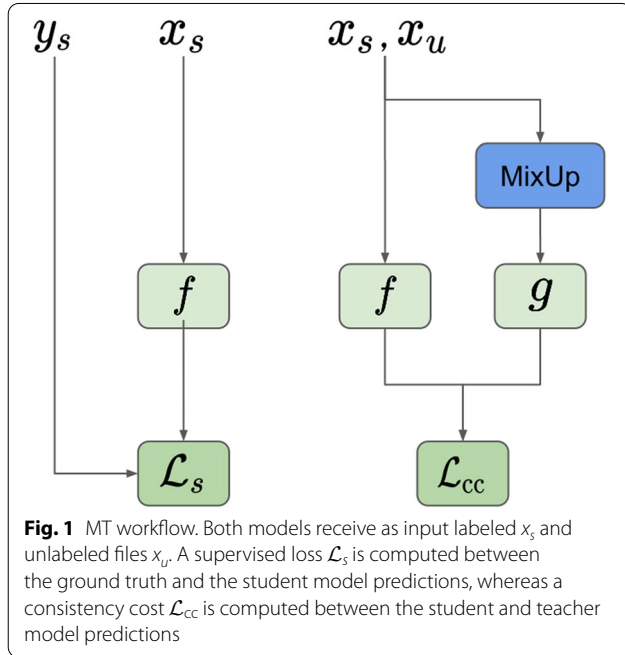 y_s x_s x_s, x_u
MixUp
f f g
ℒ_s ℒ_cc
Fig. 1 MT workflow. Both models receive as input labeled x_s and
unlabeled files x_u. A supervised loss ℒ_s is computed between
the ground truth and the student model predictions, whereas a
consistency cost ℒ_cc is computed between the student and teacher
model predictions